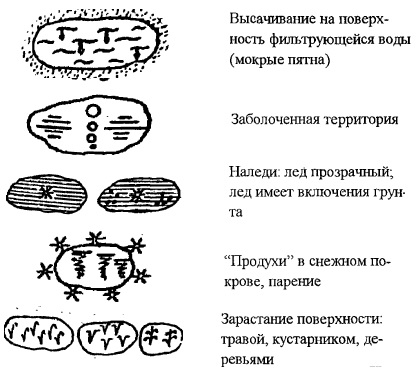 Высачивание на поверх-
ность фильтрующейся воды
(мокрые пятна)
Заболоченная территория
Наледи: лед прозрачный;
лед имеет включения грун-
та
“Продухи” в снежном по-
крове, парение
Зарастание поверхности:
травой, кустарником, де-
ревьями